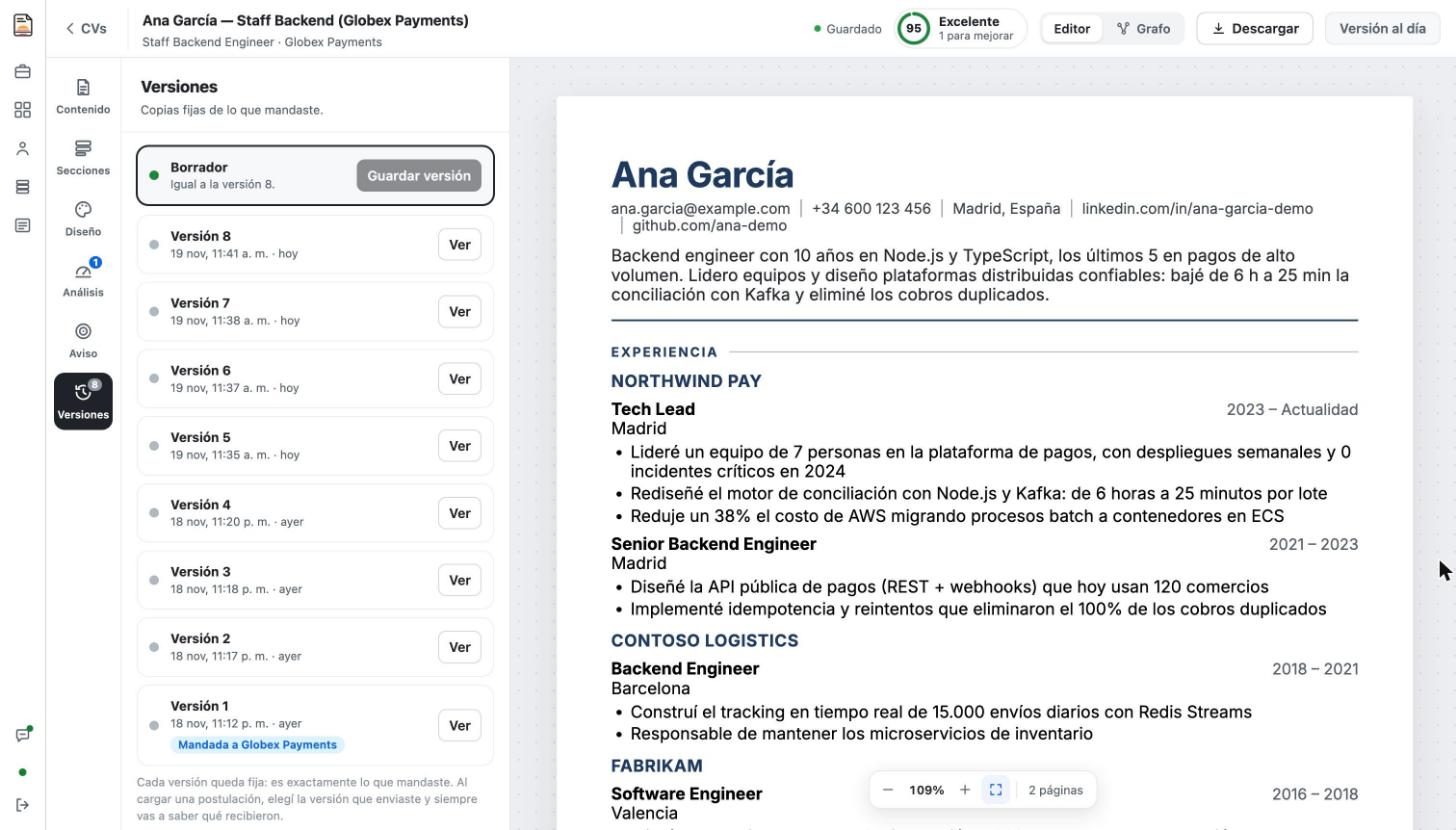 CVs
Ana García — Staff Backend (Globex Payments)
Staff Backend Engineer · Globex Payments
Guardado
95
Excelente
1 para mejorar
Editor
Grafo
Descargar
Versión al día
Contenido
Secciones
Diseño
1
Análisis
Aviso
8
Versiones
Versiones
Copias fijas de lo que mandaste.
Borrador
Igual a la versión 8.
Guardar versión
Versión 8
19 nov, 11:41 a. m. · hoy
Ver
Versión 7
19 nov, 11:38 a. m. · hoy
Ver
Versión 6
19 nov, 11:37 a. m. · hoy
Ver
Versión 5
19 nov, 11:35 a. m. · hoy
Ver
Versión 4
18 nov, 11:20 p. m. · ayer
Ver
Versión 3
18 nov, 11:18 p. m. · ayer
Ver
Versión 2
18 nov, 11:17 p. m. · ayer
Ver
Versión 1
18 nov, 11:12 p. m. · ayer
Mandada a Globex Payments
Ver
Cada versión queda fija: es exactamente lo que mandaste. Al
cargar una postulación, elegí la versión que enviaste y siempre
vas a saber qué recibieron.
Ana García
ana.garcia@example.com | +34 600 123 456 | Madrid, España | linkedin.com/in/ana-garcia-demo
| github.com/ana-demo
Backend engineer con 10 años en Node.js y TypeScript, los últimos 5 en pagos de alto
volumen. Lidero equipos y diseño plataformas distribuidas confiables: bajé de 6 h a 25 min la
conciliación con Kafka y eliminé los cobros duplicados.
EXPERIENCIA
NORTHWIND PAY
Tech Lead 2023 – Actualidad
Madrid
• Lideré un equipo de 7 personas en la plataforma de pagos, con despliegues semanales y 0
incidentes críticos en 2024
• Rediseñé el motor de conciliación con Node.js y Kafka: de 6 horas a 25 minutos por lote
• Reduje un 38% el costo de AWS migrando procesos batch a contenedores en ECS
Senior Backend Engineer 2021 – 2023
Madrid
• Diseñé la API pública de pagos (REST + webhooks) que hoy usan 120 comercios
• Implementé idempotencia y reintentos que eliminaron el 100% de los cobros duplicados
CONTOSO LOGISTICS
Backend Engineer 2018 – 2021
Barcelona
• Construí el tracking en tiempo real de 15.000 envíos diarios con Redis Streams
• Responsable de mantener los microservicios de inventario
FABRIKAM
Software Engineer 2016 – 2018
Valencia
109%
2 páginas